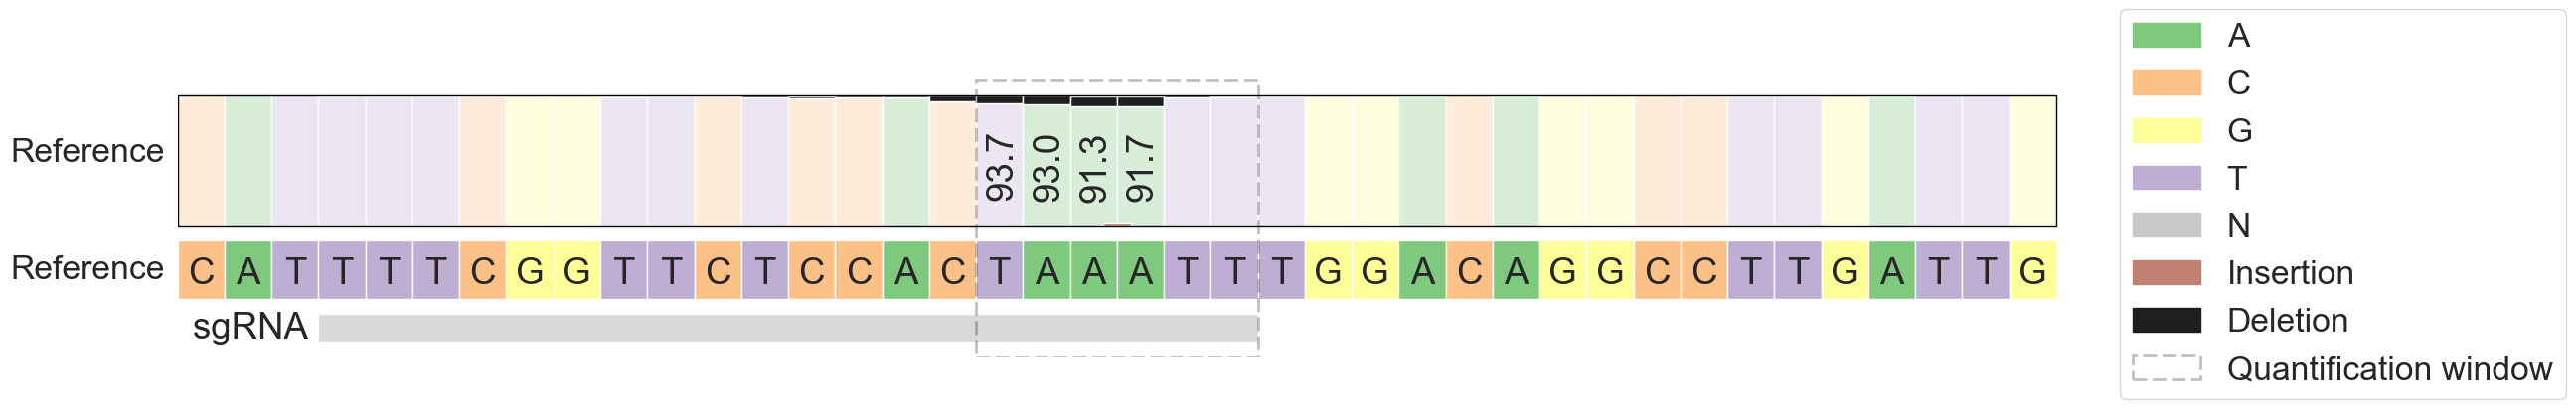 Reference
93.7 93.0 91.3 91.7
Reference C A T T T T C G G T T C T C C A C T A A A T T T G G A C A G G C C T T G A T T G
sgRNA
A
C
G
T
N
Insertion
Deletion
Quantification window